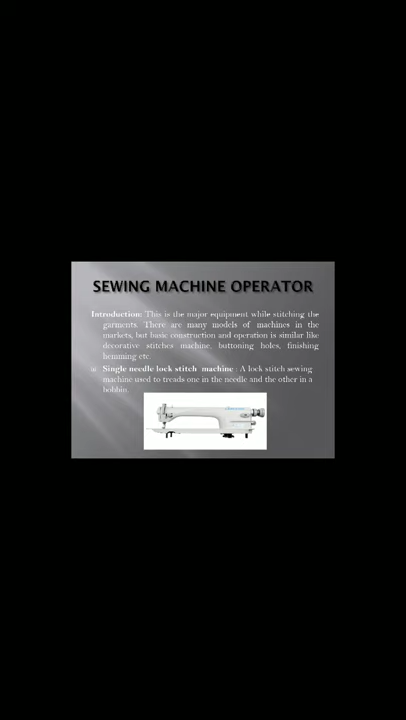 SEWING MACHINE OPERATOR
Introduction: This is the major equipment while stitching the
garments. There are many models of machines in the
markets, but basic construction and operation is similar like
decorative stitches machine, buttoning holes, finishing
hemming etc.
Single needle lock stitch machine : A lock stitch sewing
machine used to treads one in the needle and the other in a
bobbin.